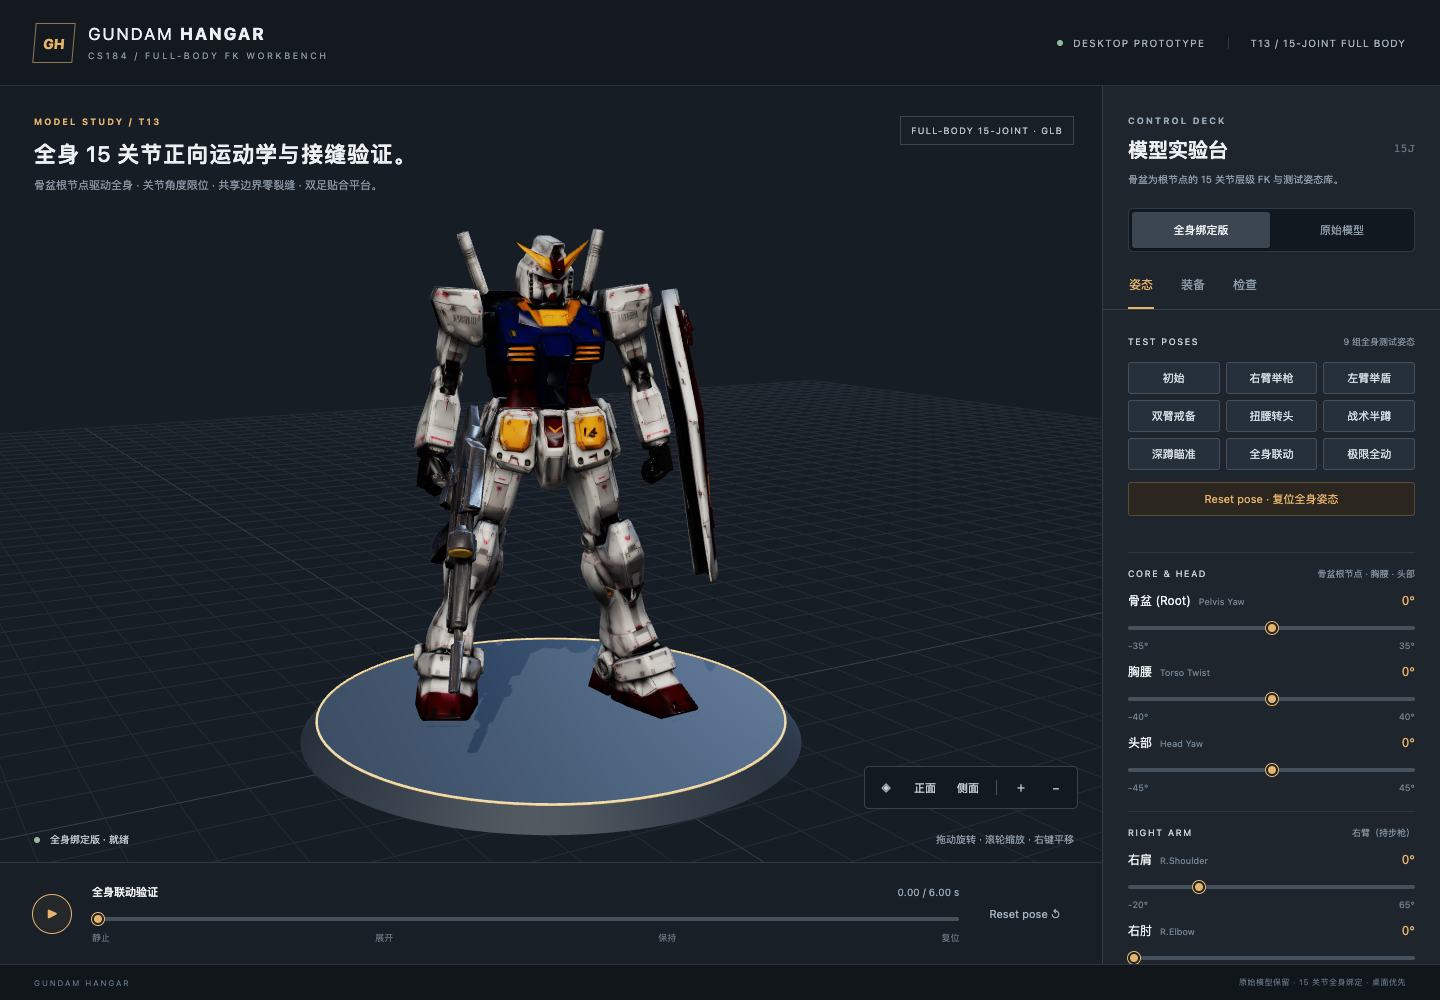 GH
GUNDAM HANGAR
CS184 / FULL-BODY FK WORKBENCH
DESKTOP PROTOTYPE
T13 / 15-JOINT FULL BODY
MODEL STUDY / T13
全身 15 关节正向运动学与接缝验证。
骨盆根节点驱动全身 · 关节角度限位 · 共享边界零裂缝 · 双足贴合平台。
FULL-BODY 15-JOINT · GLB
14
正面 侧面 + −
全身绑定版 · 就绪
拖动旋转 · 滚轮缩放 · 右键平移
全身联动验证
0.00 / 6.00 s
静止 展开 保持 复位
Reset pose ↺
CONTROL DECK
模型实验台
15J
骨盆为根节点的 15 关节层级 FK 与测试姿态库。
全身绑定版 原始模型
姿态 装备 检查
TEST POSES
9 组全身测试姿态
初始 右臂举枪 左臂举盾
双臂戒备 扭腰转头 战术半蹲
深蹲瞄准 全身联动 极限全动
Reset pose · 复位全身姿态
CORE & HEAD
骨盆根节点 · 胸腰 · 头部
骨盆 (Root) Pelvis Yaw 0°
-35° 35°
胸腰 Torso Twist 0°
-40° 40°
头部 Head Yaw 0°
-45° 45°
RIGHT ARM
右臂（持步枪）
右肩 R.Shoulder 0°
-20° 65°
右肘 R.Elbow 0°
GUNDAM HANGAR
原始模型保留 · 15 关节全身绑定 · 桌面优先